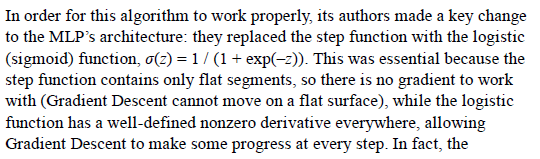 In order for this algorithm to work properly, its authors made a key change
to the MLP’s architecture: they replaced the step function with the logistic
(sigmoid) function, σ(z) = 1 / (1 + exp(–z)). This was essential because the
step function contains only flat segments, so there is no gradient to work
with (Gradient Descent cannot move on a flat surface), while the logistic
function has a well-defined nonzero derivative everywhere, allowing
Gradient Descent to make some progress at every step. In fact, the